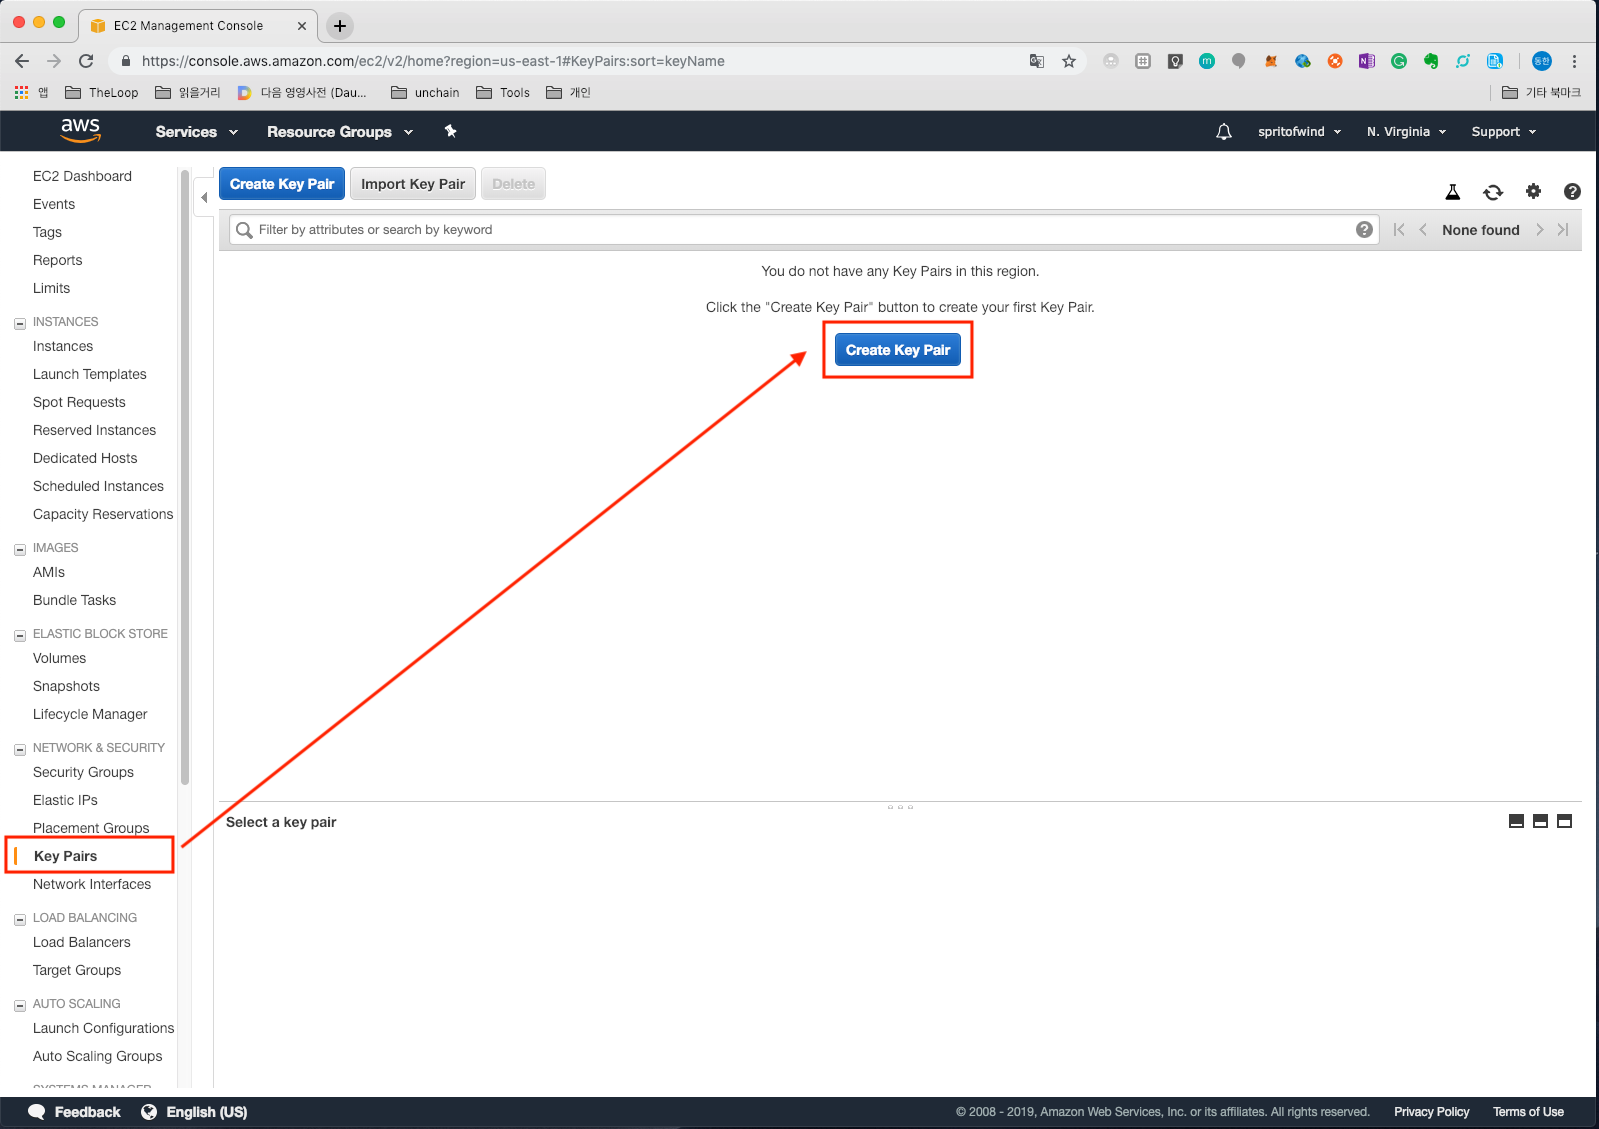 EC2 Management Console
https://console.aws.amazon.com/ec2/v2/home?region=us-east-1#KeyPairs:sort=keyName
앱 TheLoop 읽을거리 다음 영영사전 (Dau... unchain Tools 개인 기타 북마크
aws Services Resource Groups spritofwind N. Virginia Support
EC2 Dashboard
Events
Tags
Reports
Limits
INSTANCES
Instances
Launch Templates
Spot Requests
Reserved Instances
Dedicated Hosts
Scheduled Instances
Capacity Reservations
IMAGES
AMIs
Bundle Tasks
ELASTIC BLOCK STORE
Volumes
Snapshots
Lifecycle Manager
NETWORK & SECURITY
Security Groups
Elastic IPs
Placement Groups
Key Pairs
Network Interfaces
LOAD BALANCING
Load Balancers
Target Groups
AUTO SCALING
Launch Configurations
Auto Scaling Groups
SYSTEMS MANAGER
Create Key Pair Import Key Pair Delete
Filter by attributes or search by keyword None found
You do not have any Key Pairs in this region.
Click the "Create Key Pair" button to create your first Key Pair.
Create Key Pair
Select a key pair
Feedback English (US) © 2008 - 2019, Amazon Web Services, Inc. or its affiliates. All rights reserved. Privacy Policy Terms of Use